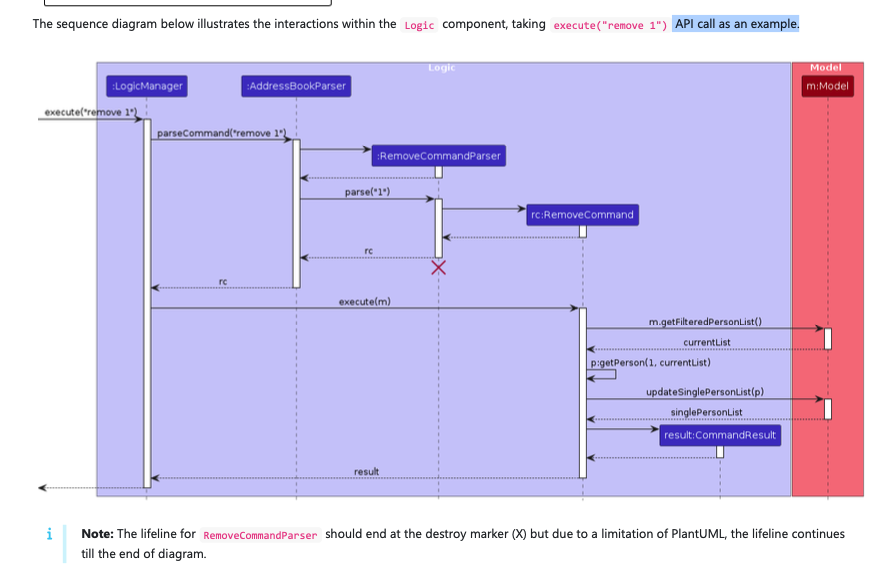 The sequence diagram below illustrates the interactions within the Logic component, taking execute("remove 1") API call as an example.
Logic
Model
:LogicManager
:AddressBookParser
m:Model
execute("remove 1")
parseCommand("remove 1")
:RemoveCommandParser
parse("1")
rc:RemoveCommand
rc
rc
execute(m)
m.getFilteredPersonList()
currentList
p:getPerson(1, currentList)
updateSinglePersonList(p)
singlePersonList
result:CommandResult
result
i
Note: The lifeline for RemoveCommandParser should end at the destroy marker (X) but due to a limitation of PlantUML, the lifeline continues
till the end of diagram.